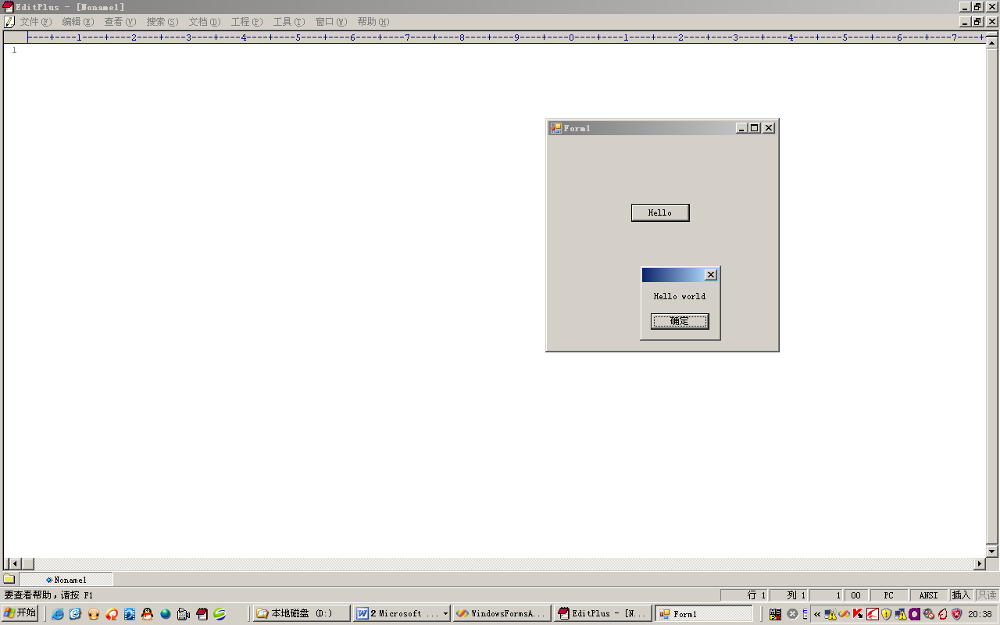 EditPlus - [Noname1]
文件(F) 编辑(E) 查看(V) 搜索(S) 文档(D) 工程(P) 工具(T) 窗口(W) 帮助(H)
----+----1----+----2----+----3----+----4----+----5----+----6----+----7----+----8----+----9----+----0----+----1----+----2----+----3----+----4----+----5----+----6----+----7----+
1
Form1
Hello
Hello world
确定
Noname1
要查看帮助，请按 F1
行 1 列 1 1 00 PC ANSI 插入 只读
开始 本地磁盘 (D:) 2 Microsoft ... WindowsFormsA... EditPlus - [N... Form1 20:38